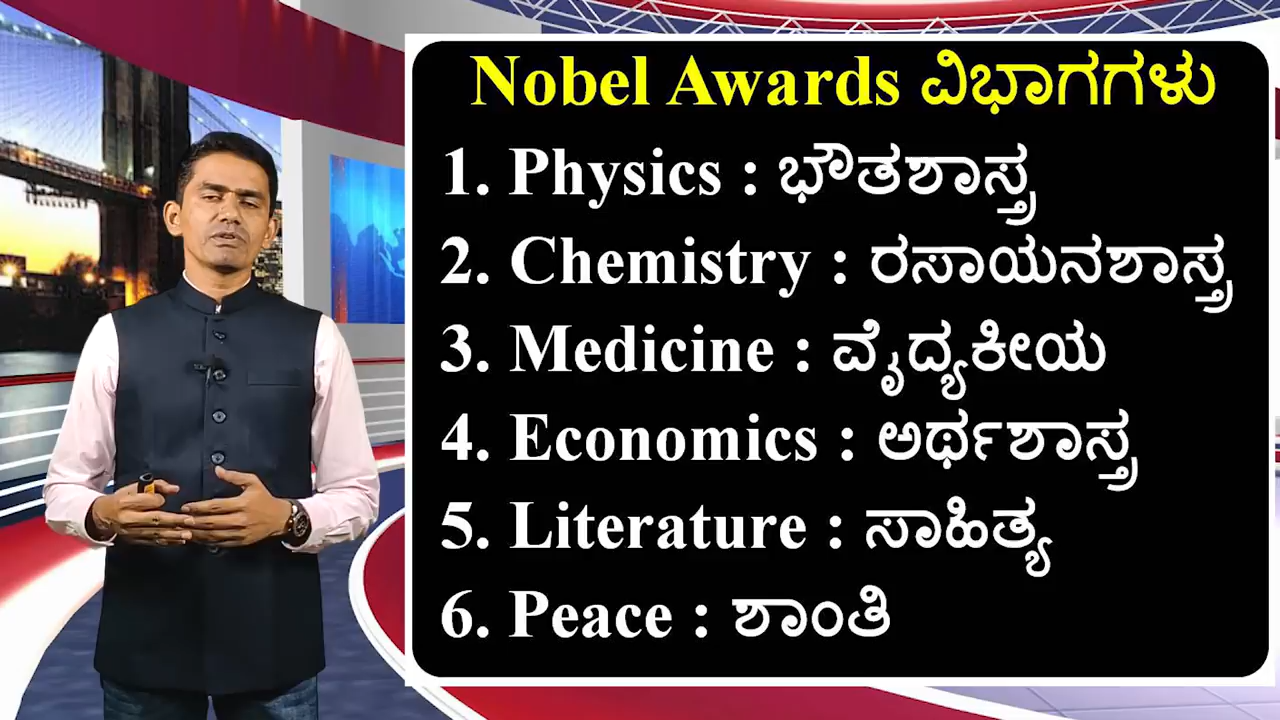 Nobel Awards ವಿಭಾಗಗಳು
1. Physics : ಭೌತಶಾಸ್ತ್ರ
2. Chemistry : ರಸಾಯನಶಾಸ್ತ್ರ
3. Medicine : ವೈದ್ಯಕೀಯ
4. Economics : ಅರ್ಥಶಾಸ್ತ್ರ
5. Literature : ಸಾಹಿತ್ಯ
6. Peace : ಶಾಂತಿ